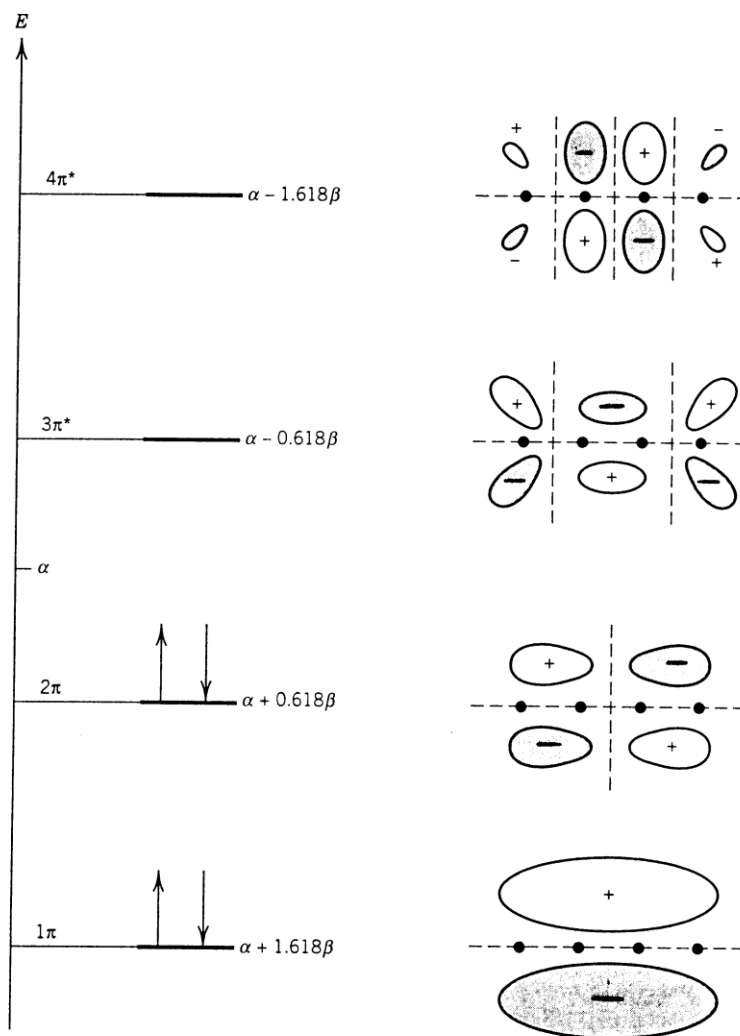 E
+ − + −
4π* α − 1.618β
− + − +
3π* α − 0.618β
+ − +
− + −
α
+ −
2π α + 0.618β
− +
+
1π α + 1.618β
−